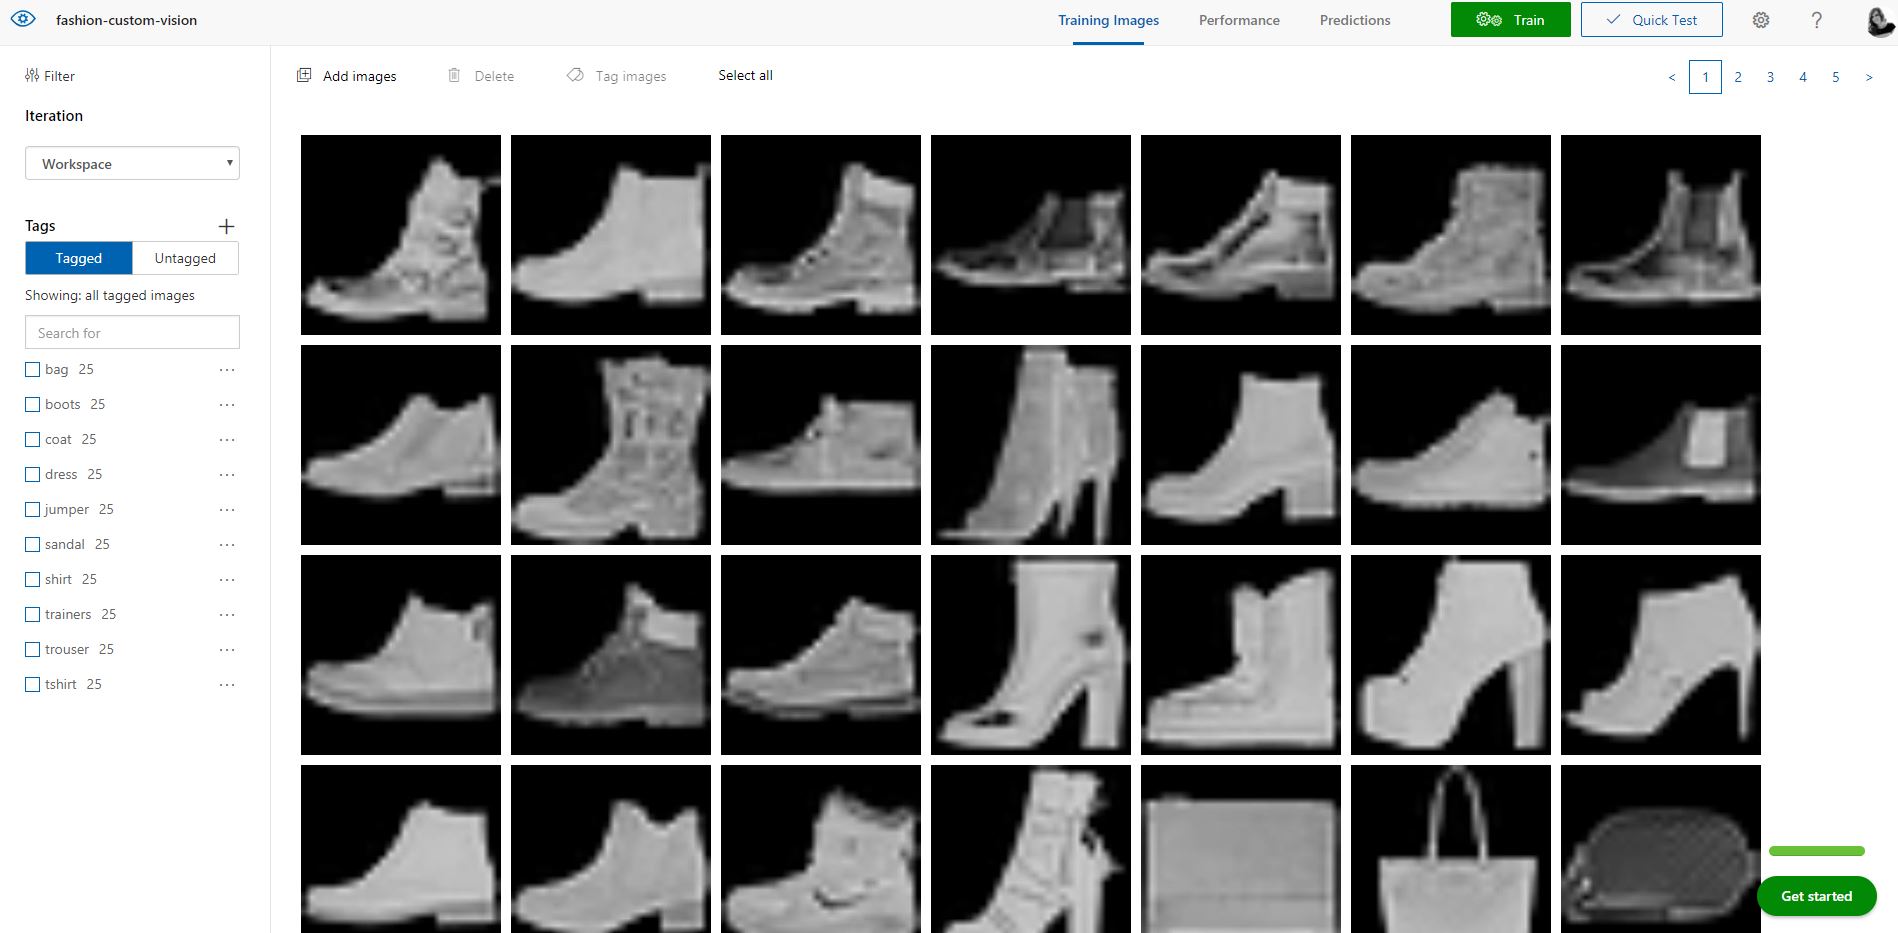 fashion-custom-vision
Training Images
Performance
Predictions
Train
Quick Test
?
Filter
Iteration
Workspace
Tags
Tagged
Untagged
Showing: all tagged images
Search for
bag 25
boots 25
coat 25
dress 25
jumper 25
sandal 25
shirt 25
trainers 25
trouser 25
tshirt 25
Add images
Delete
Tag images
Select all
< 1 2 3 4 5 >
Get started